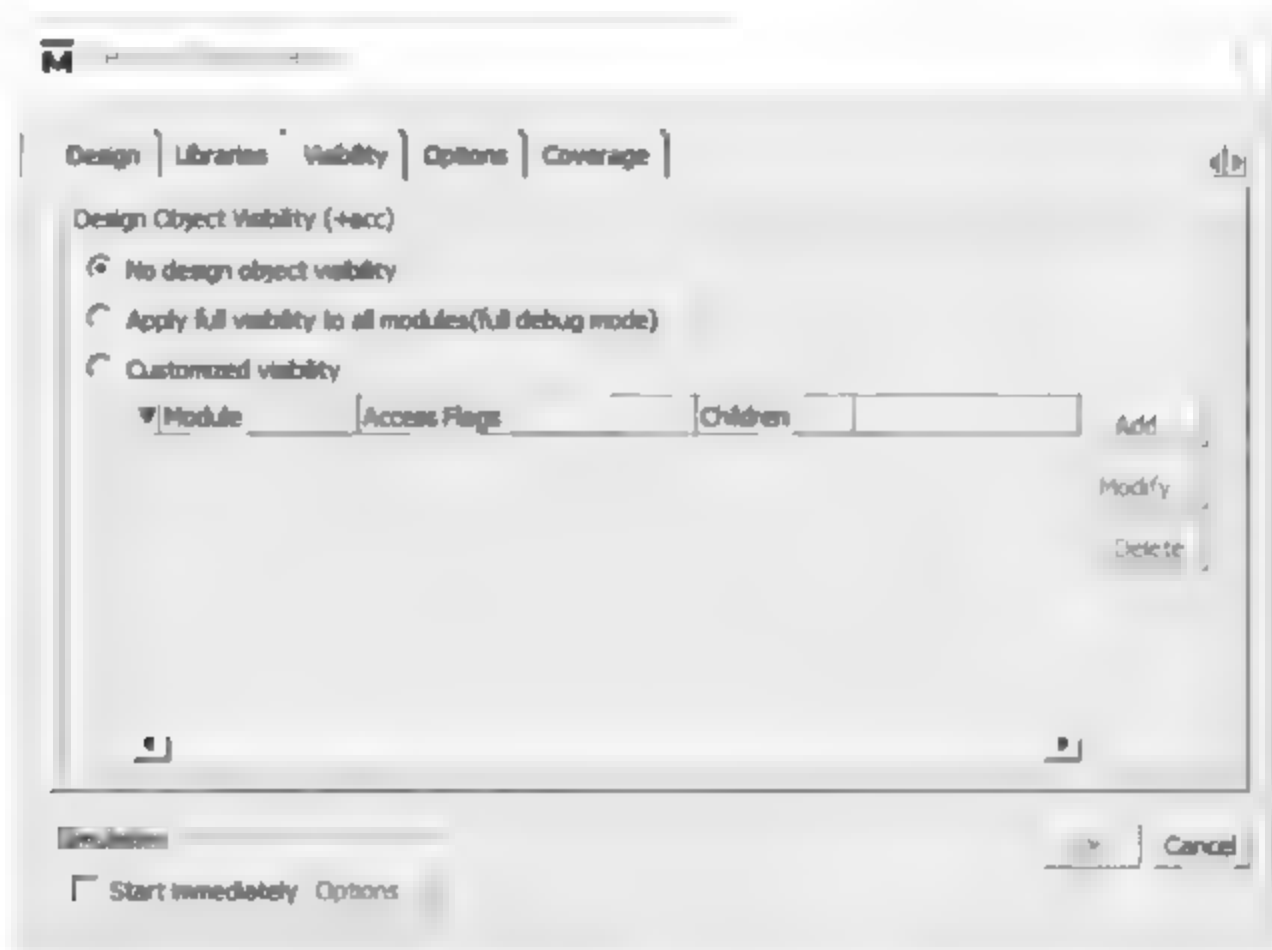 M
Design Libraries Visibility Options Coverage
Design Object Visibility (+acc)
No design object visibility
Apply full visibility to all modules(full debug mode)
Customized visibility
Module Access Flags Children
Add
Modify
Delete
Simulation
Cancel
Start immediately Options